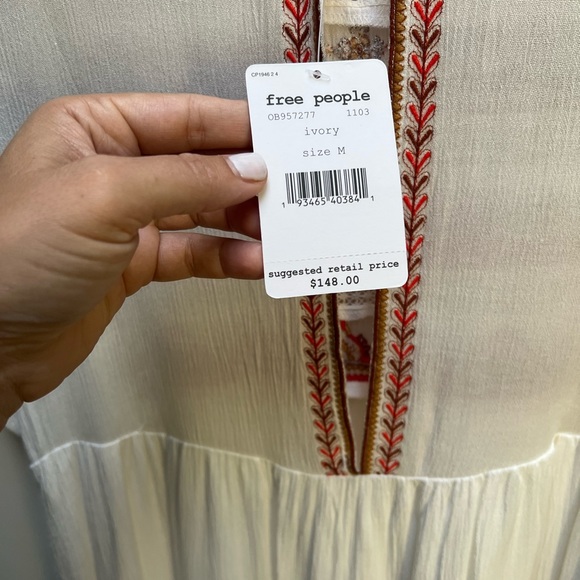 CP1946 2 4
free people
OB957277 1103
ivory
size M
1 93465 40384 1
suggested retail price
$148.00